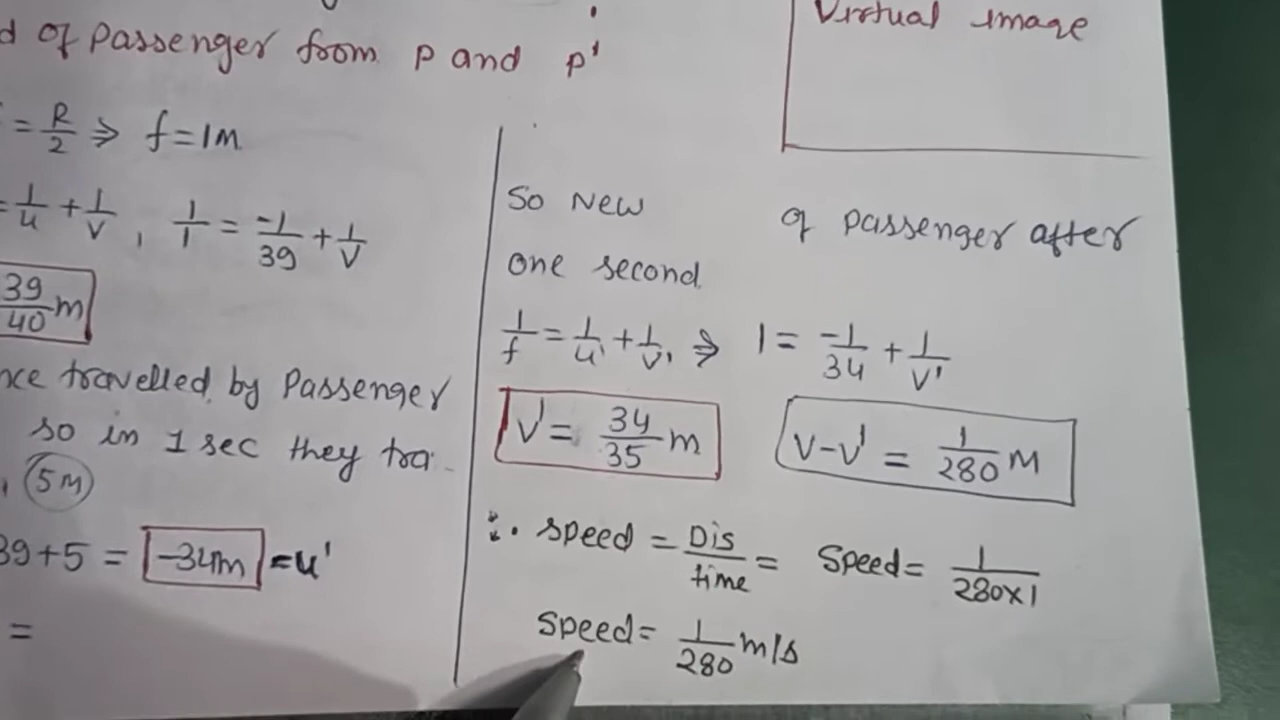 d of passenger from P and P'
Virtual image
= R/2 ⇒ f = 1m
= 1/u + 1/v , 1/1 = -1/39 + 1/v
39/40 m
nce travelled by Passenger
so in 1 sec they tra
5M
39+5 = -34m = u'
=
So New of passenger after
one second
1/f = 1/u' + 1/v' ⇒ 1 = -1/34 + 1/v'
v' = 34/35 m
v-v' = 1/280 M
∴ speed = Dis/time = Speed = 1/280×1
Speed = 1/280 m/s